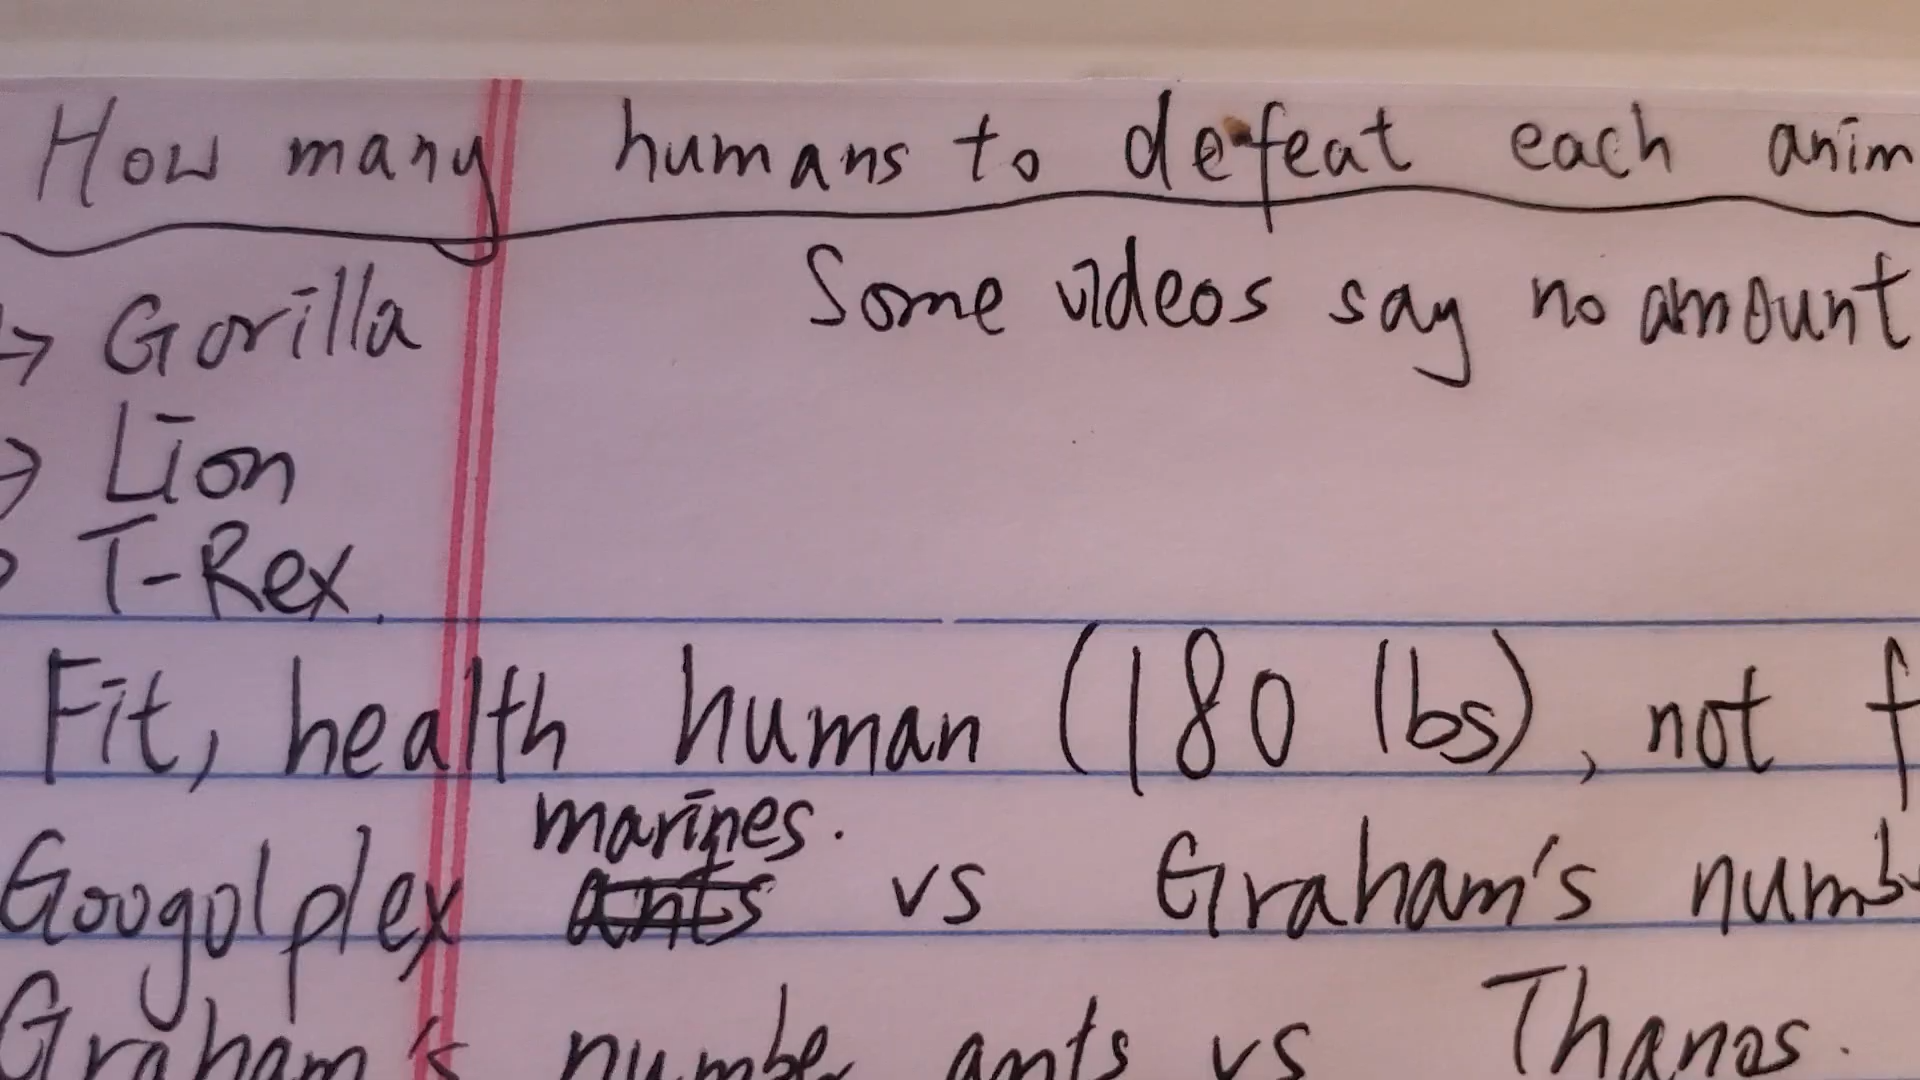 How many humans to defeat each anim
→ Gorilla Some videos say no amount
→ Lion
T-Rex.
Fit, health human (180 lbs), not f
marines.
Googolplex ants vs Graham's numb
Graham's number ants vs Thanos.